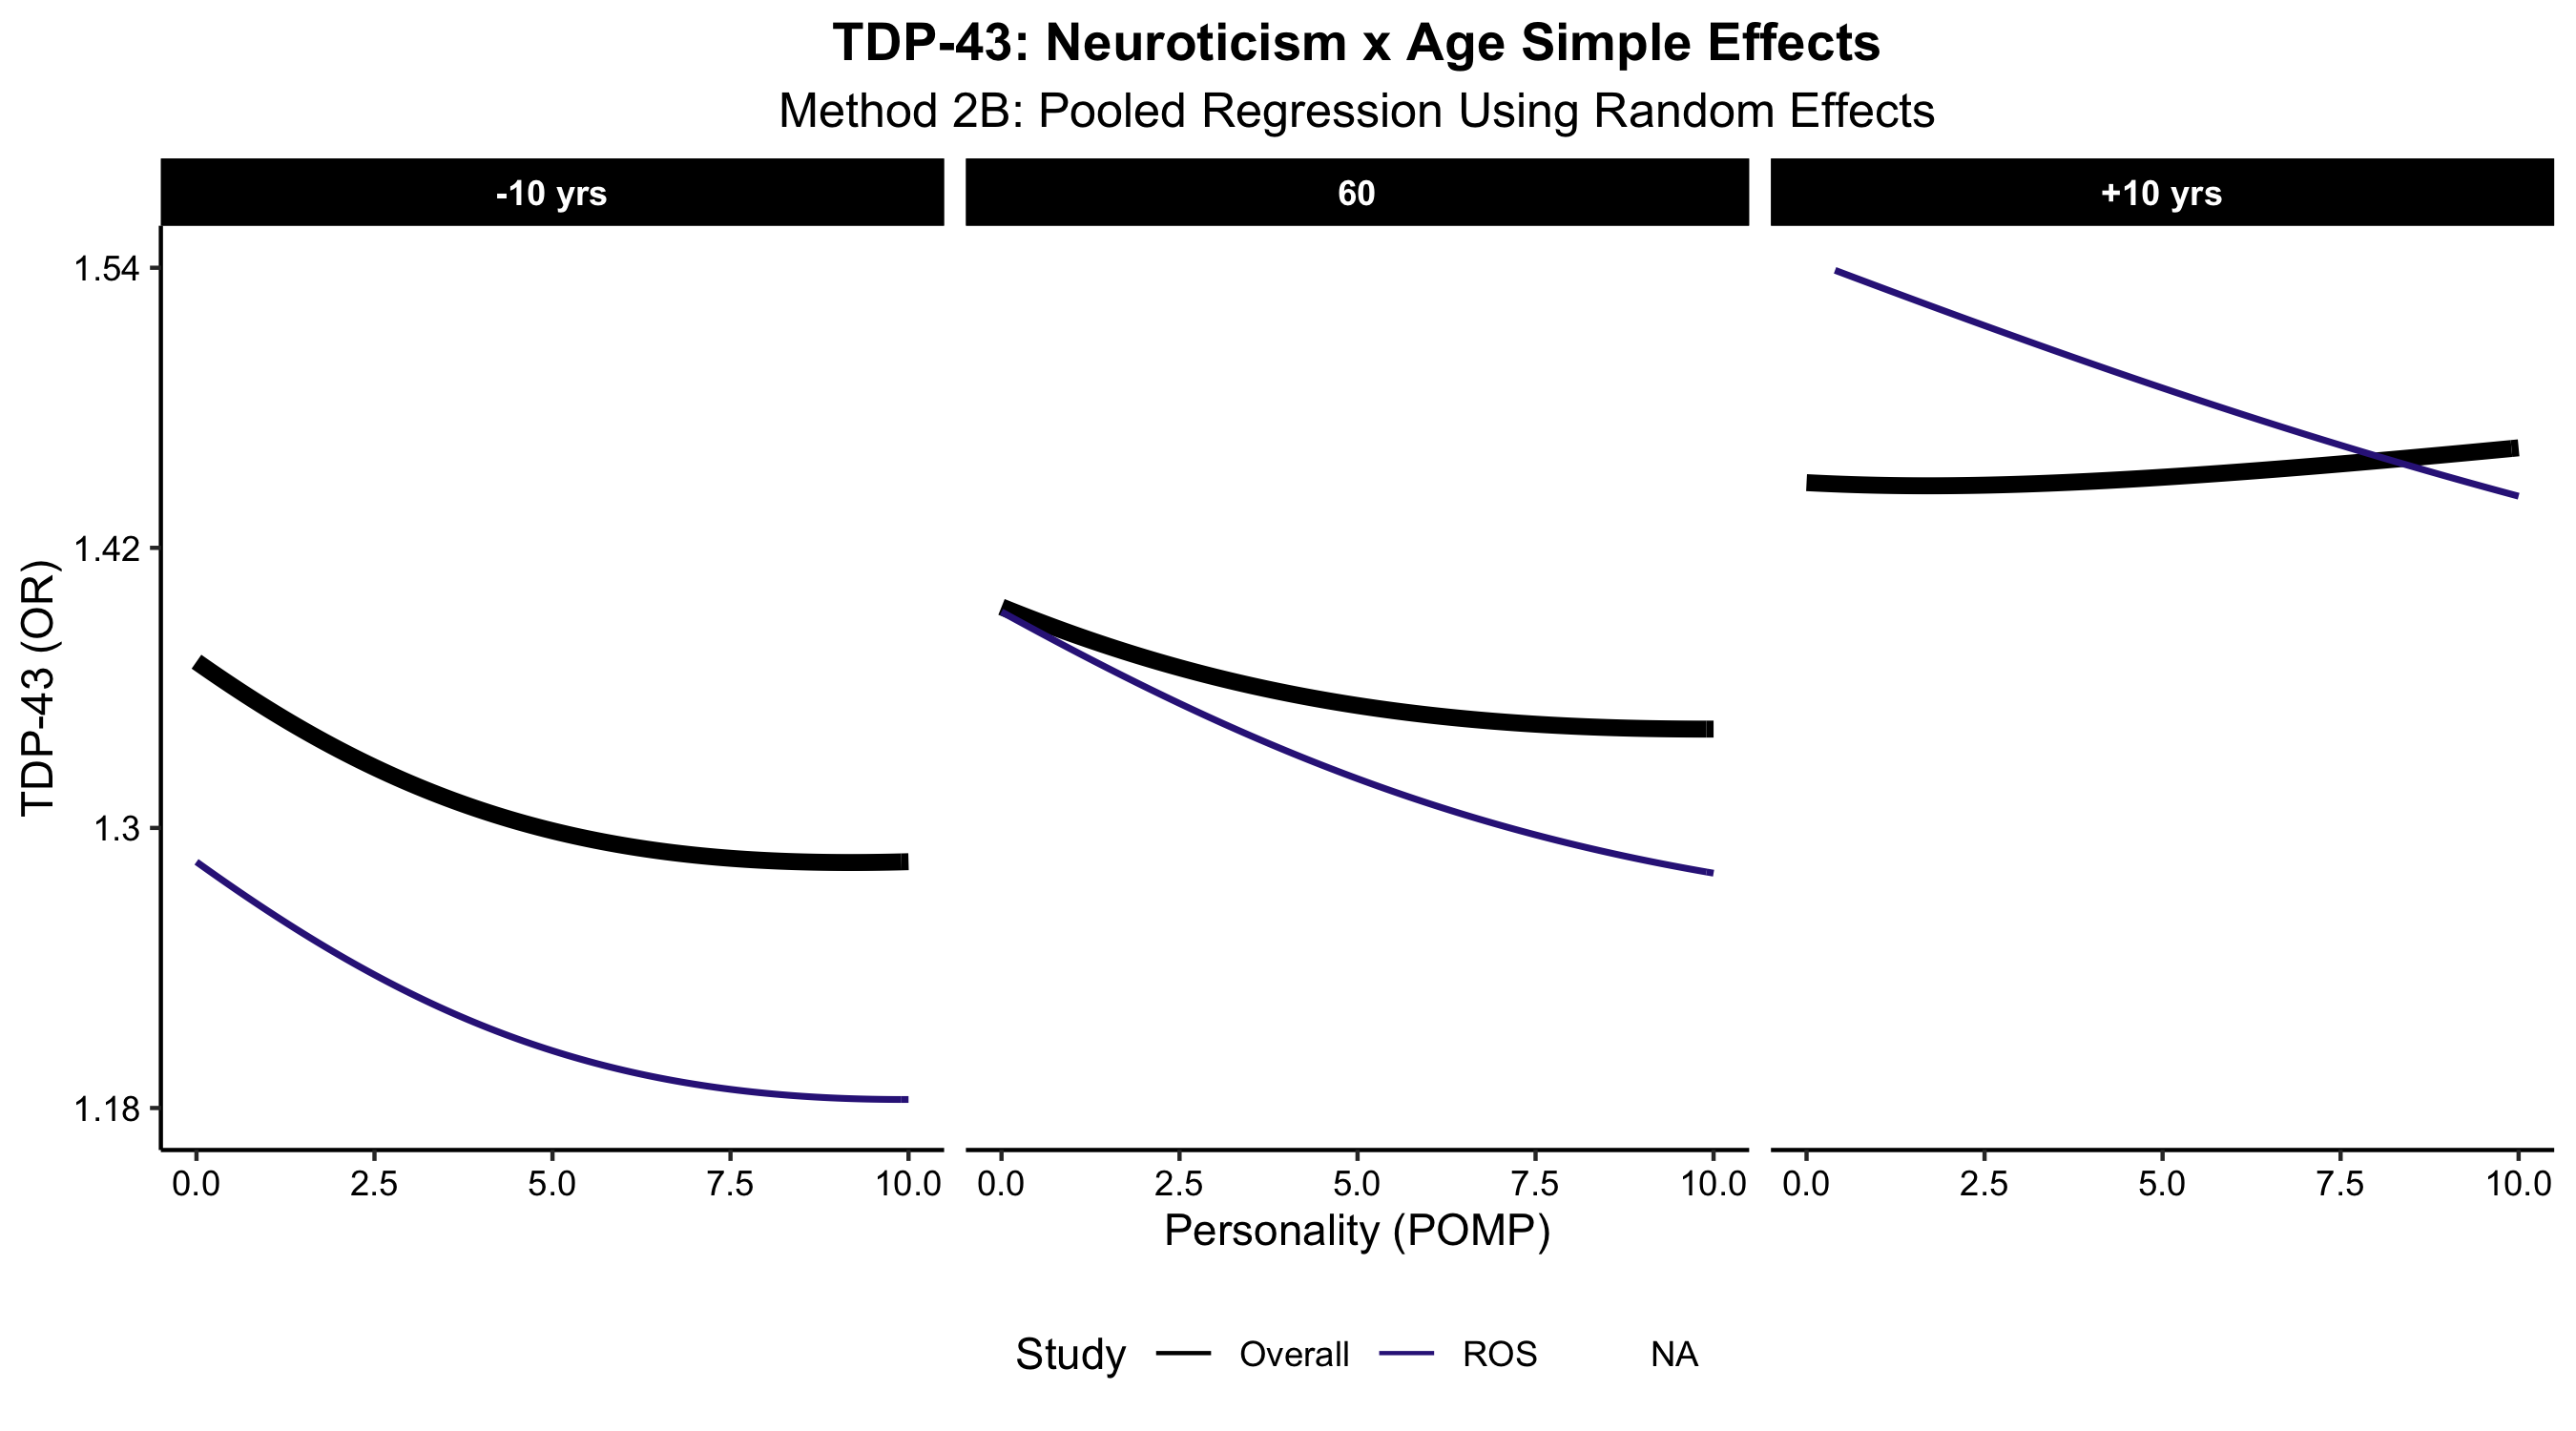 TDP-43: Neuroticism x Age Simple Effects
Method 2B: Pooled Regression Using Random Effects
-10 yrs 60 +10 yrs
1.54
1.42
1.3
1.18
TDP-43 (OR)
0.0 2.5 5.0 7.5 10.0 0.0 2.5 5.0 7.5 10.0 0.0 2.5 5.0 7.5 10.0
Personality (POMP)
Study Overall ROS NA